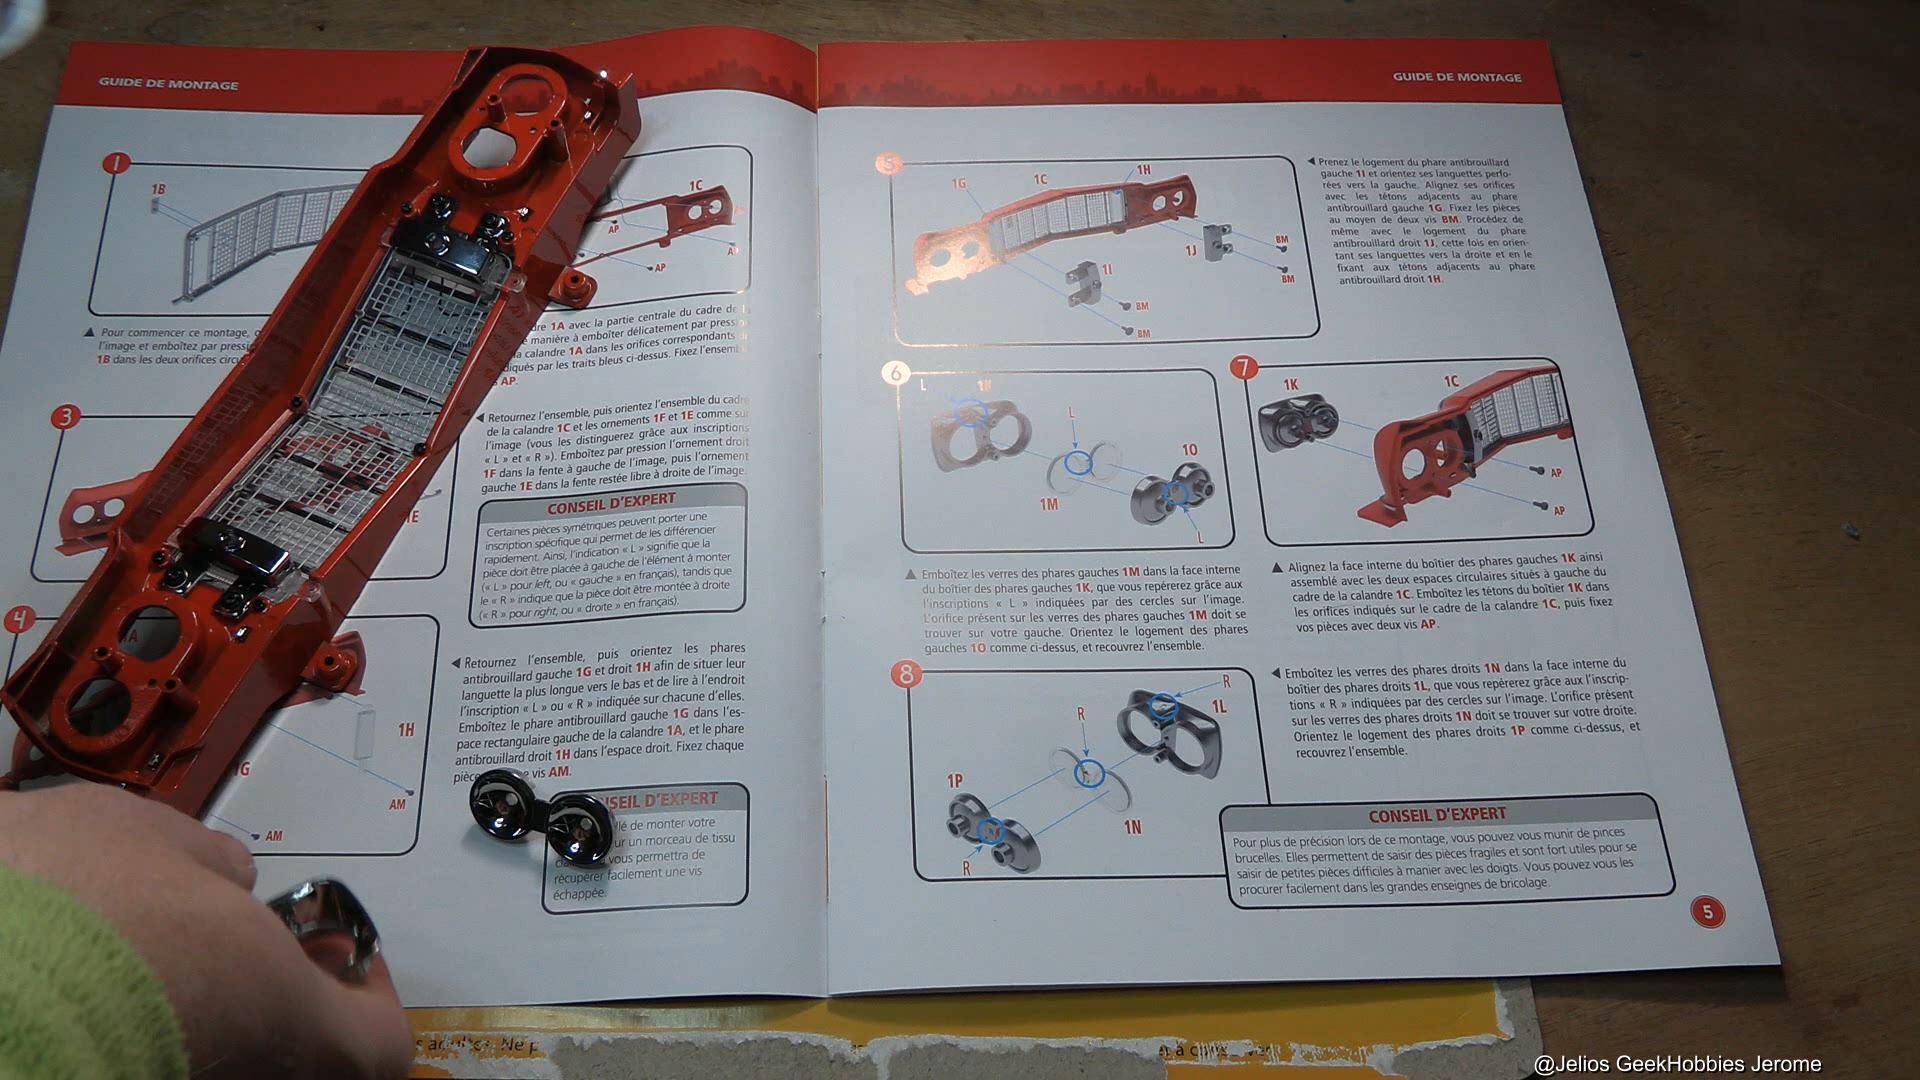 GUIDE DE MONTAGE
1
1B
1C
AP
AP
Pour commencer ce montage,
l'image et emboîtez par
1B dans les deux orifices
dre 1A avec la partie centrale du cadre de
manière à emboîter délicatement par
la calandre 1A dans les orifices correspondants
diqués par les traits bleus ci-dessus. Fixez
AP.
3
1E
Retournez l'ensemble, puis orientez l'ensemble du cadre
de la calandre 1C et les ornements 1F et 1E comme sur
l'image (vous les distinguerez grâce aux inscriptions
« L » et « R »). Emboîtez par pression l'ornement droit
1F dans la fente à gauche de l'image, puis l'ornement
gauche 1E dans la fente restée libre à droite de l'image.
CONSEIL D'EXPERT
Certaines pièces symétriques peuvent porter une
inscription spécifique qui permet de les différencier
rapidement. Ainsi, l'indication « L » signifie que la
pièce doit être placée à gauche de l'élément à monter
(« L » pour left, ou « gauche » en français), tandis que
le « R » indique que la pièce doit être montée à droite
(« R » pour right, ou « droite » en français).
4
1A
1H
1G
AM
AM
Retournez l'ensemble, puis orientez les phares
antibrouillard gauche 1G et droit 1H afin de situer leur
languette la plus longue vers le bas et de lire à l'endroit
l'inscription « L » ou « R » indiquée sur chacune d'elles.
Emboîtez le phare antibrouillard gauche 1G dans l'es-
pace rectangulaire gauche de la calandre 1A, et le phare
antibrouillard droit 1H dans l'espace droit. Fixez chaque
vis AM.
D'EXPERT
de monter votre
un morceau de tissu
vous permettra de
récupérer facilement une vis
échappée.
GUIDE DE MONTAGE
5
1G
1C
1H
1J
1I
BM
BM
BM
BM
Prenez le logement du phare antibrouillard
gauche 1I et orientez ses languettes perfo-
rées vers la gauche. Alignez ses orifices
avec les tétons adjacents au phare
antibrouillard gauche 1G. Fixez les pièces
au moyen de deux vis BM. Procédez de
même avec le logement du phare
antibrouillard droit 1J, cette fois en orien-
tant ses languettes vers la droite et en le
fixant aux tétons adjacents au phare
antibrouillard droit 1H.
6
L
1K
L
1M
1O
L
Emboîtez les verres des phares gauches 1M dans la face interne
du boîtier des phares gauches 1K, que vous repérerez grâce aux
inscriptions « L » indiquées par des cercles sur l'image.
L'orifice présent sur les verres des phares gauches 1M doit se
trouver sur votre gauche. Orientez le logement des phares
gauches 1O comme ci-dessus, et recouvrez l'ensemble.
7
1K
1C
AP
AP
Alignez la face interne du boîtier des phares gauches 1K ainsi
assemblé avec les deux espaces circulaires situés à gauche du
cadre de la calandre 1C. Emboîtez les tétons du boîtier 1K dans
les orifices indiqués sur le cadre de la calandre 1C, puis fixez
vos pièces avec deux vis AP.
8
R
1L
R
1P
1N
R
Emboîtez les verres des phares droits 1N dans la face interne du
boîtier des phares droits 1L, que vous repèrerez grâce aux inscrip-
tions « R » indiquées par des cercles sur l'image. L'orifice présent
sur les verres des phares droits 1N doit se trouver sur votre droite.
Orientez le logement des phares droits 1P comme ci-dessus, et
recouvrez l'ensemble.
CONSEIL D'EXPERT
Pour plus de précision lors de ce montage, vous pouvez vous munir de pinces
brucelles. Elles permettent de saisir des pièces fragiles et sont fort utiles pour se
saisir de petites pièces difficiles à manier avec les doigts. Vous pouvez vous les
procurer facilement dans les grandes enseignes de bricolage.
5
@Jelios GeekHobbies Jerome